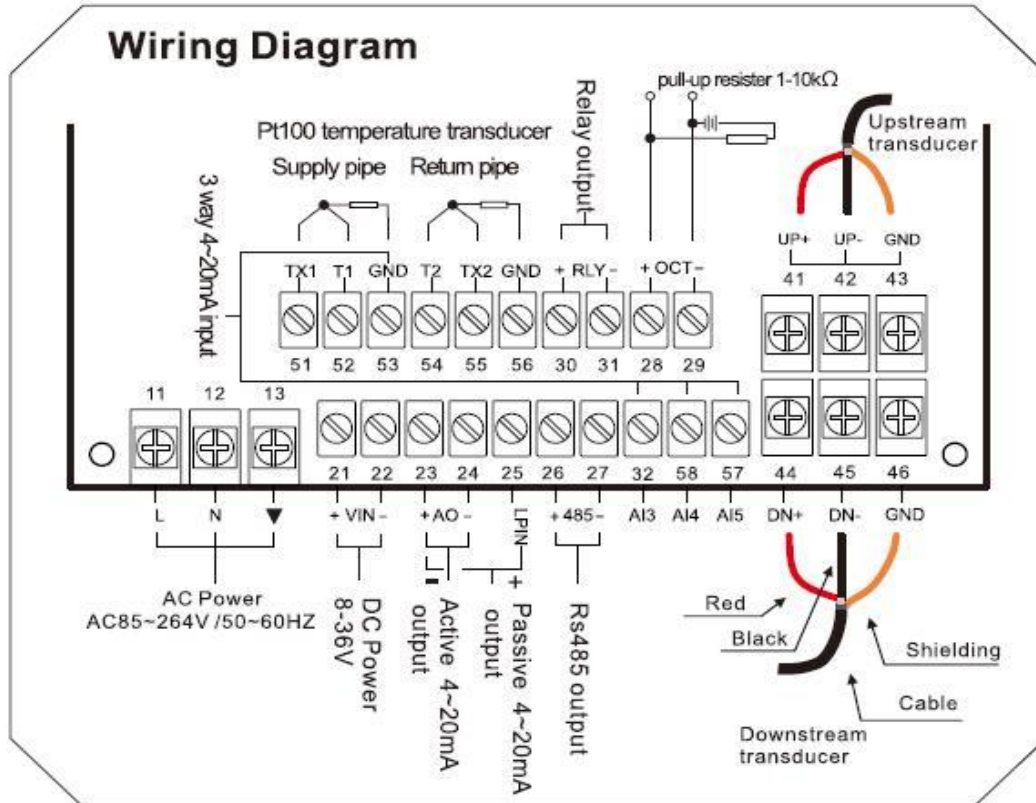 Wiring Diagram
pull-up resister 1-10kΩ
Relay output
Pt100 temperature transducer
Supply pipe Return pipe
3 way 4~20mA input
Upstream
transducer
UP+ UP- GND
41 42 43
TX1 T1 GND T2 TX2 GND + RLY - + OCT -
51 52 53 54 55 56 30 31 28 29
11 12 13
21 22 23 24 25 26 27 32 58 57 44 45 46
L N ▼ + VIN - + AO - LPIN + 485 - AI3 AI4 AI5 DN+ DN- GND
AC Power
AC85~264V /50~60HZ
DC Power
8-36V
- Active 4~20mA
output
+ Passive 4~20mA
output
Rs485 output
Red
Black
Shielding
Cable
Downstream
transducer